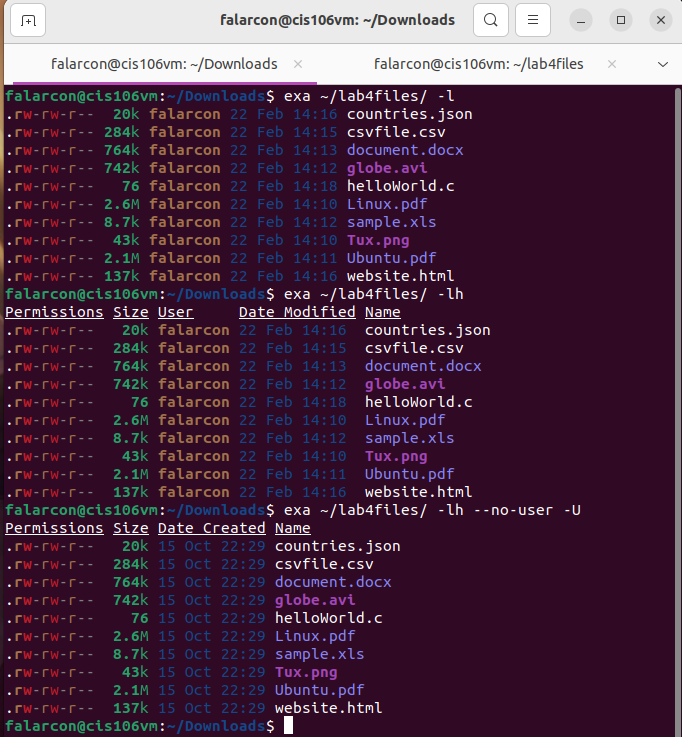 falarcon@cis106vm: ~/Downloads
falarcon@cis106vm: ~/Downloads × falarcon@cis106vm: ~/lab4files ×
falarcon@cis106vm:~/Downloads$ exa ~/lab4files/ -l
.rw-rw-r-- 20k falarcon 22 Feb 14:16 countries.json
.rw-rw-r-- 284k falarcon 22 Feb 14:15 csvfile.csv
.rw-rw-r-- 764k falarcon 22 Feb 14:13 document.docx
.rw-rw-r-- 742k falarcon 22 Feb 14:12 globe.avi
.rw-rw-r-- 76 falarcon 22 Feb 14:18 helloWorld.c
.rw-rw-r-- 2.6M falarcon 22 Feb 14:10 Linux.pdf
.rw-rw-r-- 8.7k falarcon 22 Feb 14:12 sample.xls
.rw-rw-r-- 43k falarcon 22 Feb 14:10 Tux.png
.rw-rw-r-- 2.1M falarcon 22 Feb 14:11 Ubuntu.pdf
.rw-rw-r-- 137k falarcon 22 Feb 14:16 website.html
falarcon@cis106vm:~/Downloads$ exa ~/lab4files/ -lh
Permissions Size User Date Modified Name
.rw-rw-r-- 20k falarcon 22 Feb 14:16 countries.json
.rw-rw-r-- 284k falarcon 22 Feb 14:15 csvfile.csv
.rw-rw-r-- 764k falarcon 22 Feb 14:13 document.docx
.rw-rw-r-- 742k falarcon 22 Feb 14:12 globe.avi
.rw-rw-r-- 76 falarcon 22 Feb 14:18 helloWorld.c
.rw-rw-r-- 2.6M falarcon 22 Feb 14:10 Linux.pdf
.rw-rw-r-- 8.7k falarcon 22 Feb 14:12 sample.xls
.rw-rw-r-- 43k falarcon 22 Feb 14:10 Tux.png
.rw-rw-r-- 2.1M falarcon 22 Feb 14:11 Ubuntu.pdf
.rw-rw-r-- 137k falarcon 22 Feb 14:16 website.html
falarcon@cis106vm:~/Downloads$ exa ~/lab4files/ -lh --no-user -U
Permissions Size Date Created Name
.rw-rw-r-- 20k 15 Oct 22:29 countries.json
.rw-rw-r-- 284k 15 Oct 22:29 csvfile.csv
.rw-rw-r-- 764k 15 Oct 22:29 document.docx
.rw-rw-r-- 742k 15 Oct 22:29 globe.avi
.rw-rw-r-- 76 15 Oct 22:29 helloWorld.c
.rw-rw-r-- 2.6M 15 Oct 22:29 Linux.pdf
.rw-rw-r-- 8.7k 15 Oct 22:29 sample.xls
.rw-rw-r-- 43k 15 Oct 22:29 Tux.png
.rw-rw-r-- 2.1M 15 Oct 22:29 Ubuntu.pdf
.rw-rw-r-- 137k 15 Oct 22:29 website.html
falarcon@cis106vm:~/Downloads$